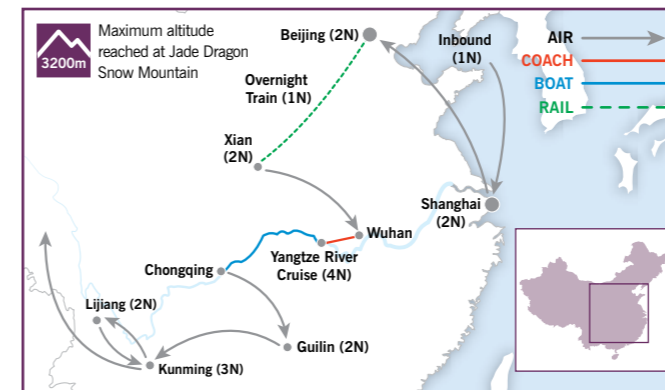 Maximum altitude
reached at Jade Dragon
Snow Mountain
3200m
Beijing (2N)
Inbound
(1N)
AIR
COACH
BOAT
RAIL
Overnight
Train (1N)
Xian
(2N)
Shanghai
(2N)
Wuhan
Yangtze River
Cruise (4N)
Chongqing
Lijiang (2N)
Guilin (2N)
Kunming (3N)